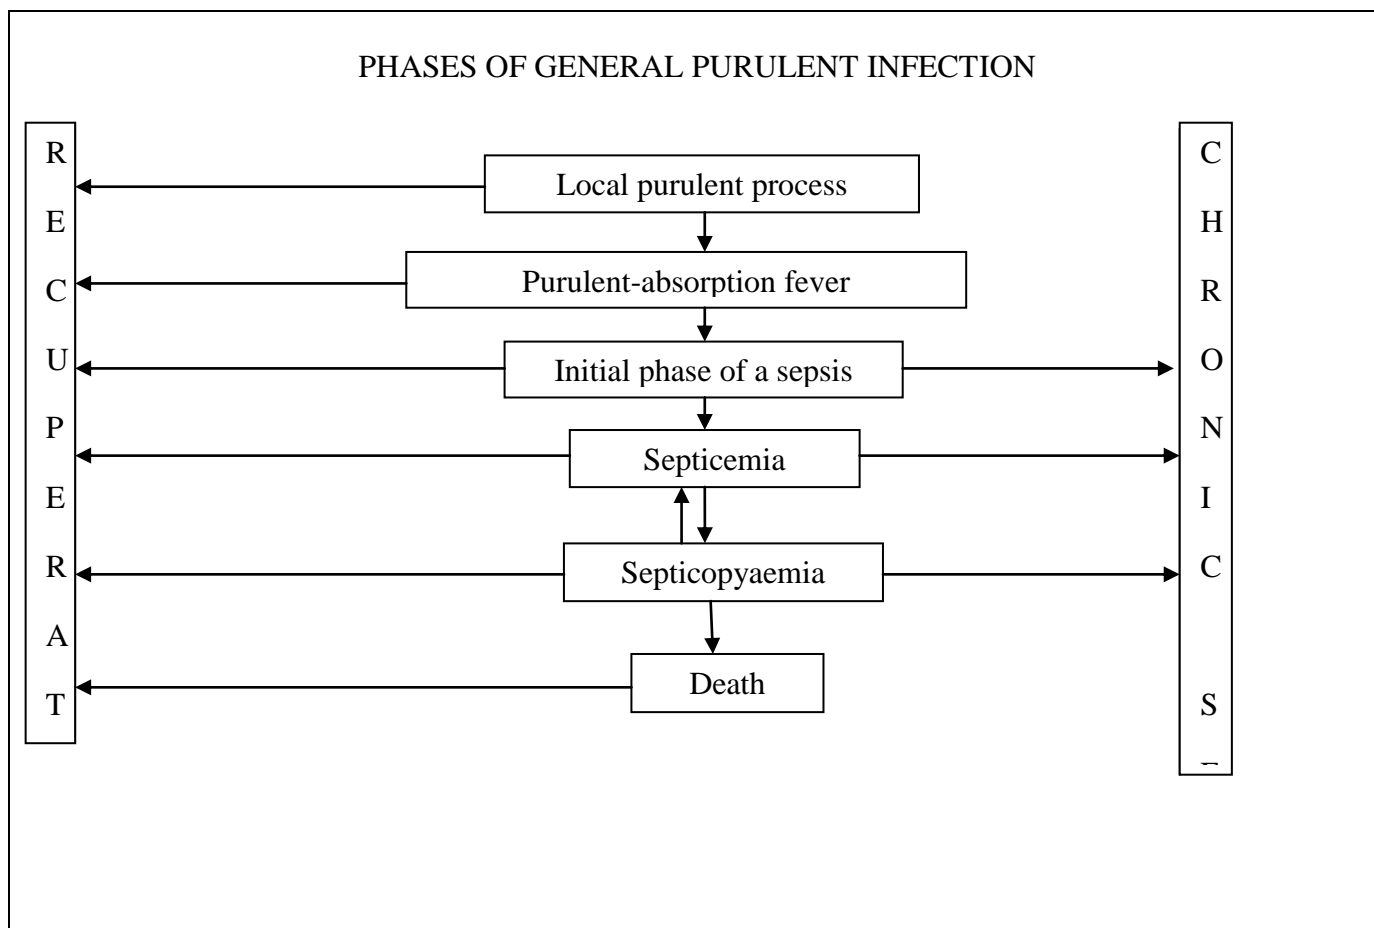 PHASES OF GENERAL PURULENT INFECTION
R
E
C
U
P
E
R
A
T
Local purulent process
Purulent-absorption fever
Initial phase of a sepsis
Septicemia
Septicopyaemia
Death
C
H
R
O
N
I
C
S